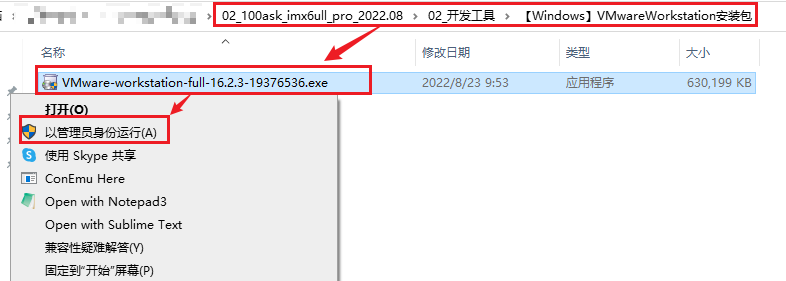 02_100ask_imx6ull_pro_2022.08 > 02_开发工具 > 【Windows】VMwareWorkstation安装包
名称 修改日期 类型 大小
VMware-workstation-full-16.2.3-19376536.exe 2022/8/23 9:53 应用程序 630,199 KB
打开(O)
以管理员身份运行(A)
使用 Skype 共享
ConEmu Here
Open with Notepad3
Open with Sublime Text
兼容性疑难解答(Y)
固定到"开始"屏幕(P)